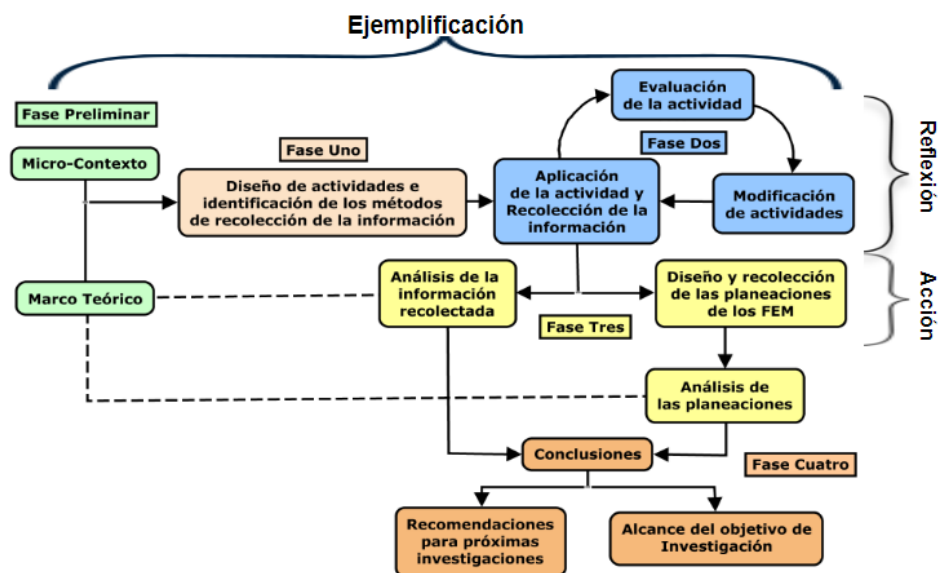 Ejemplificación
Fase Preliminar
Micro-Contexto
Marco Teórico
Fase Uno
Diseño de actividades e
identificación de los métodos
de recolección de la información
Evaluación
de la actividad
Fase Dos
Aplicación
de la actividad y
Recolección de la
información
Modificación
de actividades
Reflexión
Análisis de la
información
recolectada
Fase Tres
Diseño y recolección
de las planeaciones
de los FEM
Acción
Análisis de
las planeaciones
Conclusiones
Fase Cuatro
Recomendaciones
para próximas
investigaciones
Alcance del objetivo de
Investigación